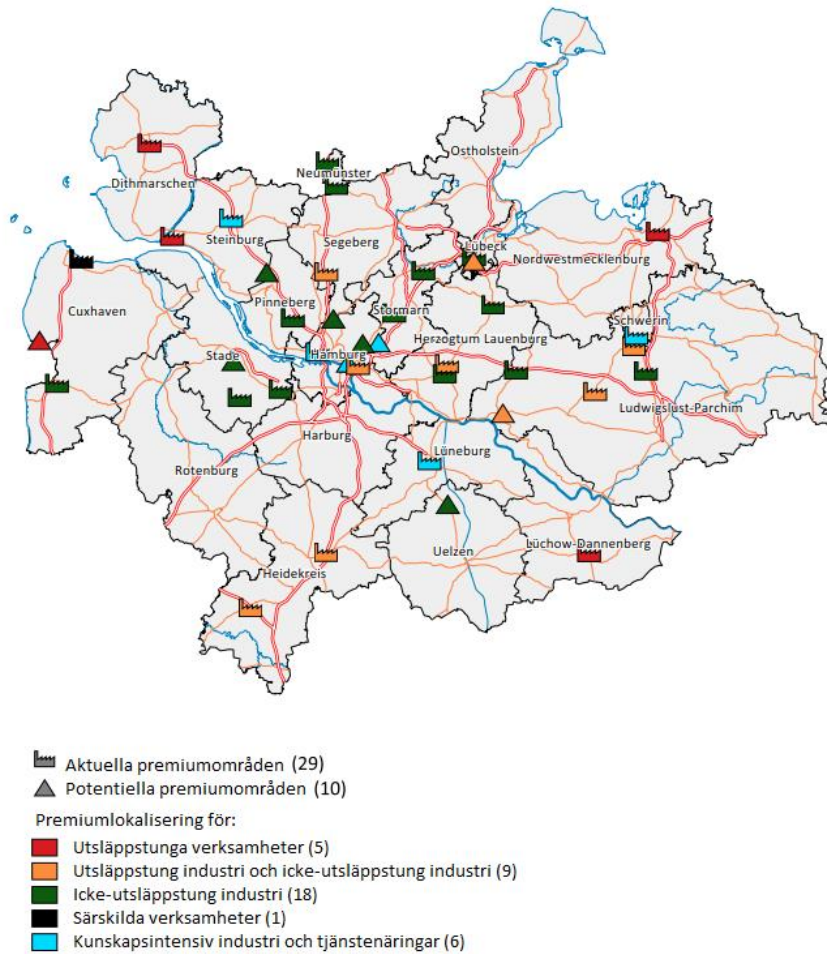 Ostholstein
Neumünster
Dithmarschen
Lübeck
Steinburg
Segeberg
Nordwestmecklenburg
Cuxhaven
Pinneberg
Stormarn
Schwerin
Herzogtum Lauenburg
Stade
Hamburg
Ludwigslust-Parchim
Harburg
Lüneburg
Rotenburg
Lüchow-Dannenberg
Uelzen
Heidekreis
Aktuella premiumområden (29)
Potentiella premiumområden (10)
Premiumlokalisering för:
Utsläppstunga verksamheter (5)
Utsläppstung industri och icke-utsläppstung industri (9)
Icke-utsläppstung industri (18)
Särskilda verksamheter (1)
Kunskapsintensiv industri och tjänstenäringar (6)